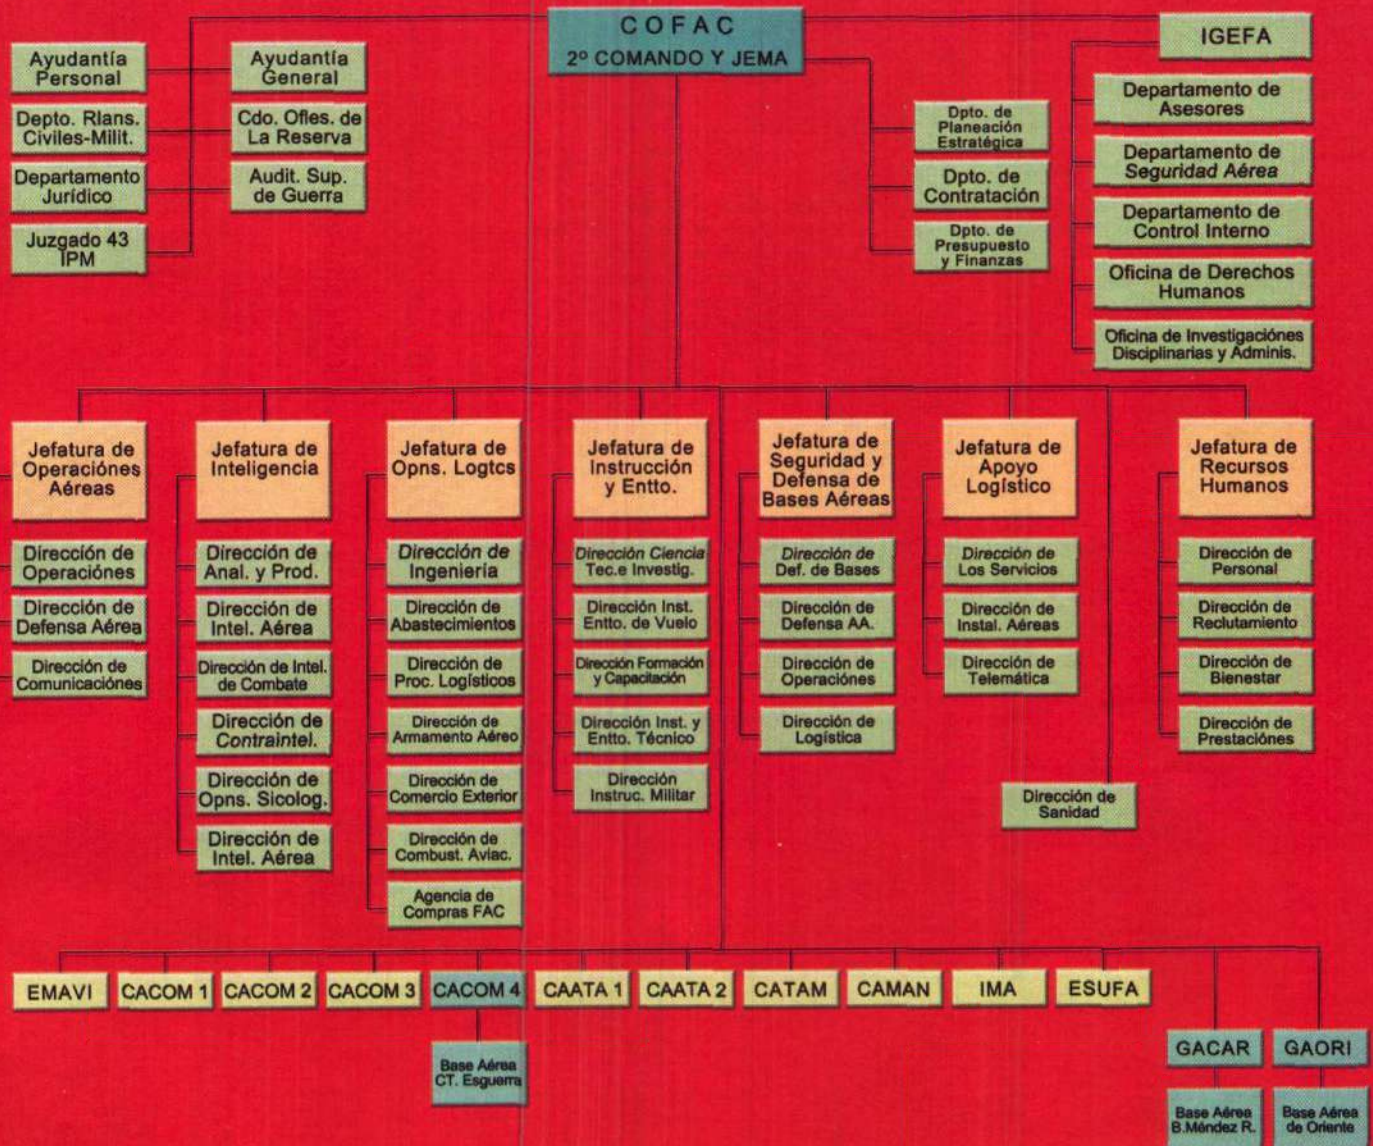 COFAC
2º COMANDO Y JEMA
IGEFA
Ayudantía
Personal
Ayudantía
General
Depto. Rlans.
Civiles-Milit.
Cdo. Ofles. de
La Reserva
Departamento
Jurídico
Audit. Sup.
de Guerra
Juzgado 43
IPM
Dpto. de
Planeación
Estratégica
Dpto. de
Contratación
Dpto. de
Presupuesto
y Finanzas
Departamento de
Asesores
Departamento de
Seguridad Aérea
Departamento de
Control Interno
Oficina de Derechos
Humanos
Oficina de Investigaciónes
Disciplinarias y Adminis.
Jefatura de
Operaciónes
Aéreas
Dirección de
Operaciónes
Dirección de
Defensa Aérea
Dirección de
Comunicaciónes
Jefatura de
Inteligencia
Dirección de
Anal. y Prod.
Dirección de
Intel. Aérea
Dirección de Intel.
de Combate
Dirección de
Contraintel.
Dirección de
Opns. Sicolog.
Dirección de
Intel. Aérea
Jefatura de
Opns. Logtcs
Dirección de
Ingeniería
Dirección de
Abastecimientos
Dirección de
Proc. Logísticos
Dirección de
Armamento Aéreo
Dirección de
Comercio Exterior
Dirección de
Combust. Aviac.
Agencia de
Compras FAC
Jefatura de
Instrucción
y Entto.
Dirección Ciencia
Tec.e Investig.
Dirección Inst.
Entto. de Vuelo
Dirección Formación
y Capacitación
Dirección Inst. y
Entto. Técnico
Dirección
Instruc. Militar
Jefatura de
Seguridad y
Defensa de
Bases Aéreas
Dirección de
Def. de Bases
Dirección de
Defensa AA.
Dirección de
Operaciónes
Dirección de
Logística
Jefatura de
Apoyo
Logístico
Dirección de
Los Servicios
Dirección de
Instal. Aéreas
Dirección de
Telemática
Dirección de
Sanidad
Jefatura de
Recursos
Humanos
Dirección de
Personal
Dirección de
Reclutamiento
Dirección de
Bienestar
Dirección de
Prestaciónes
EMAVI
CACOM 1
CACOM 2
CACOM 3
CACOM 4
CAATA 1
CAATA 2
CATAM
CAMAN
IMA
ESUFA
Base Aérea
CT. Esguerra
GACAR
GAORI
Base Aérea
B.Méndez R.
Base Aérea
de Oriente